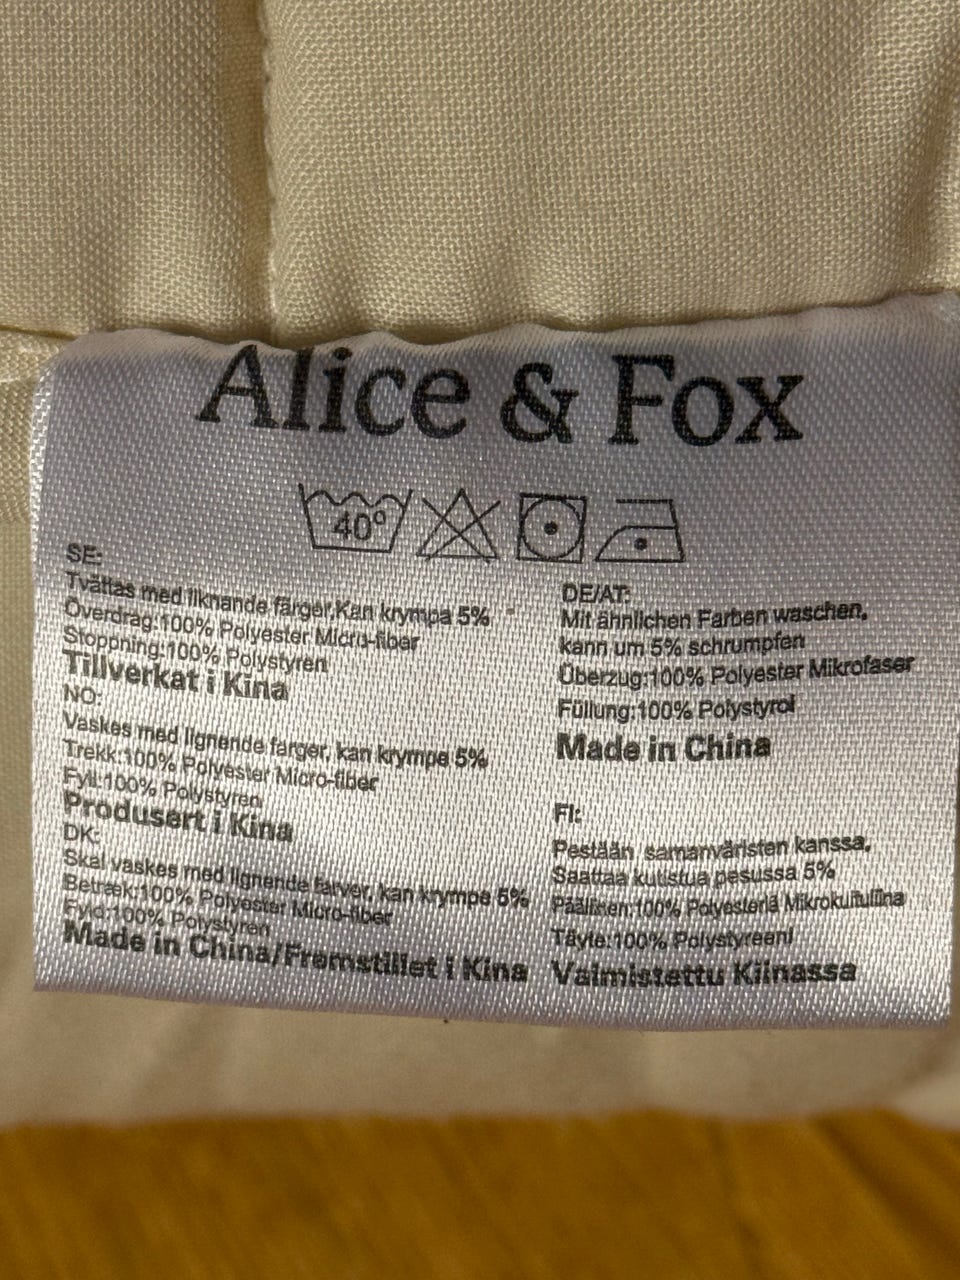 Alice & Fox
40°
SE:
Tvättas med liknande färger,Kan krympa 5%
Överdrag:100% Polyester Micro-fiber
Stoppning:100% Polystyren
Tillverkat i Kina
NO:
Vaskes med lignende farger, kan krympe 5%
Trekk:100% Polyester Micro-fiber
Fyll:100% Polystyren
Produsert i Kina
DK:
Skal vaskes med lignende farver, kan krympe 5%
Betræk:100% Polyester Micro-fiber
Fyld:100% Polystyren
Made in China/Fremstillet i Kina
DE/AT:
Mit ähnlichen Farben waschen,
kann um 5% schrumpfen
Überzug:100% Polyester Mikrofaser
Füllung:100% Polystyrol
Made in China
FI:
Pestään samanväristen kanssa.
Saattaa kutistua pesussa 5%
Päällinen:100% Polyesteriä Mikrokuituliina
Täyte:100% Polystyreeni
Valmistettu Kiinassa